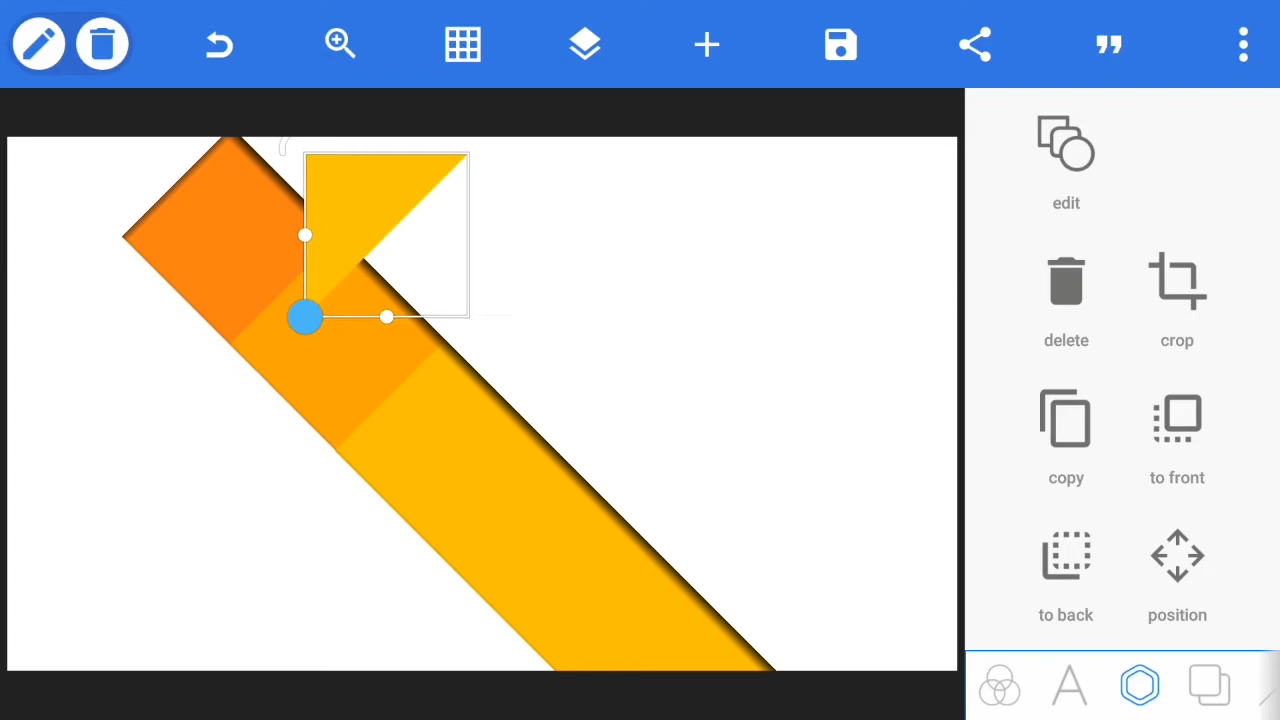 edit
delete
crop
copy
to front
to back
position